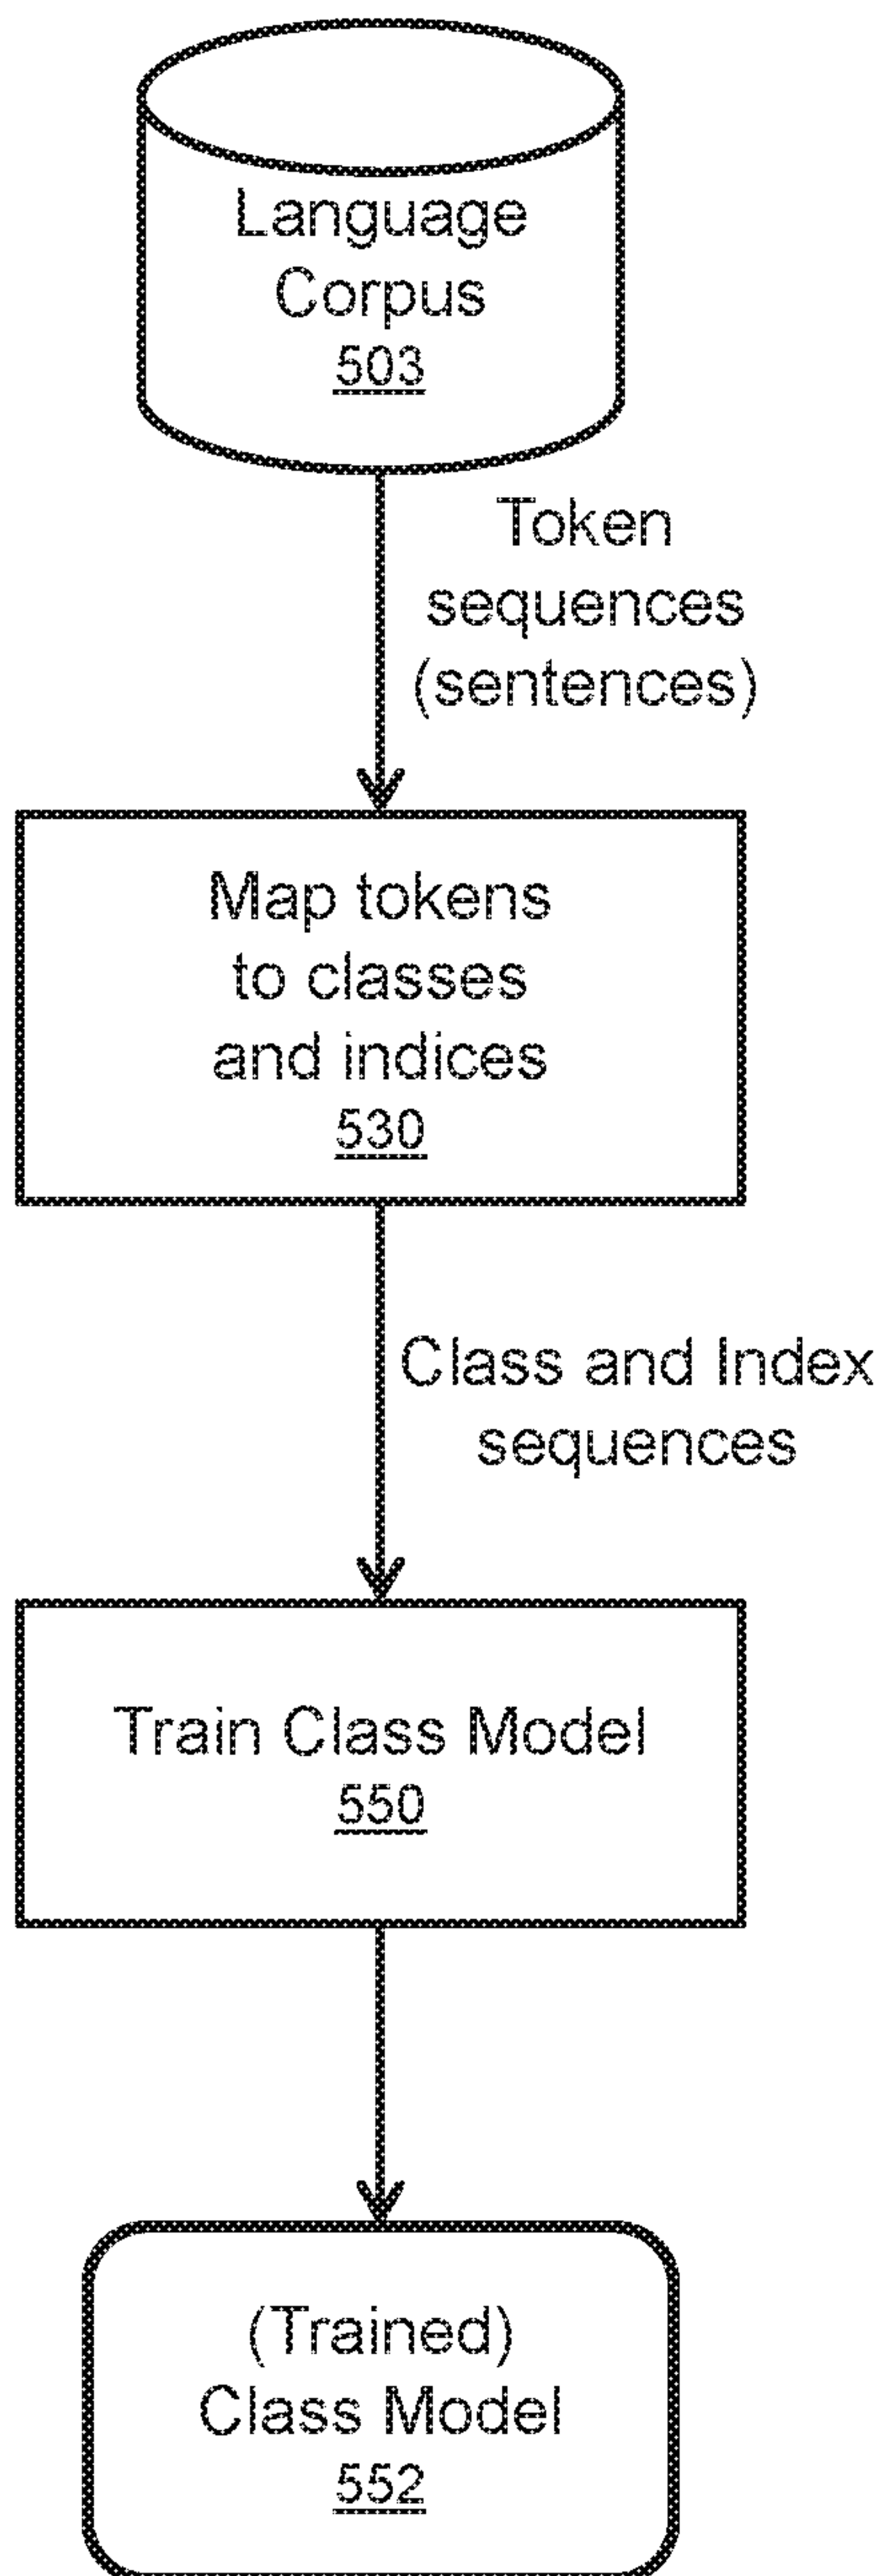 Language
Corpus
503
Token
sequences
(sentences)
Map tokens
to classes
and indices
530
Class and Index
sequences
Train Class Model
550
(Trained)
Class Model
552